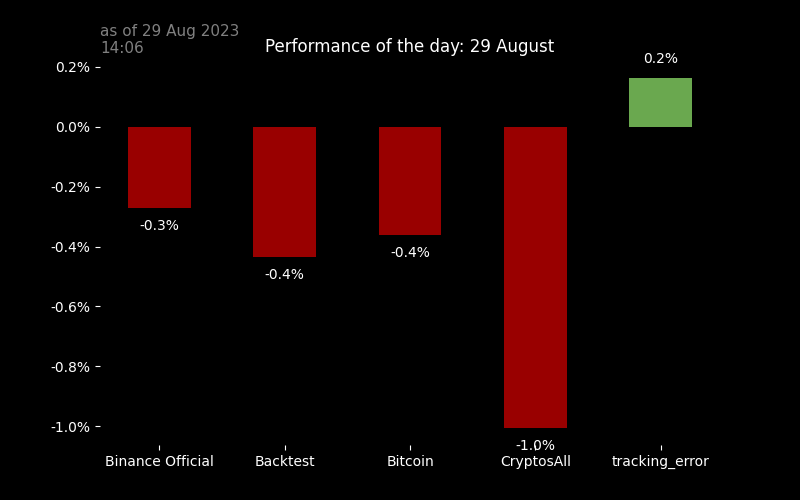 as of 29 Aug 2023
14:06
Performance of the day: 29 August
0.2%
0.2%
0.0%
-0.2%
-0.3%
-0.4%
-0.4%
-0.4%
-0.6%
-0.8%
-1.0%
-1.0%
Binance Official
Backtest
Bitcoin
CryptosAll
tracking_error